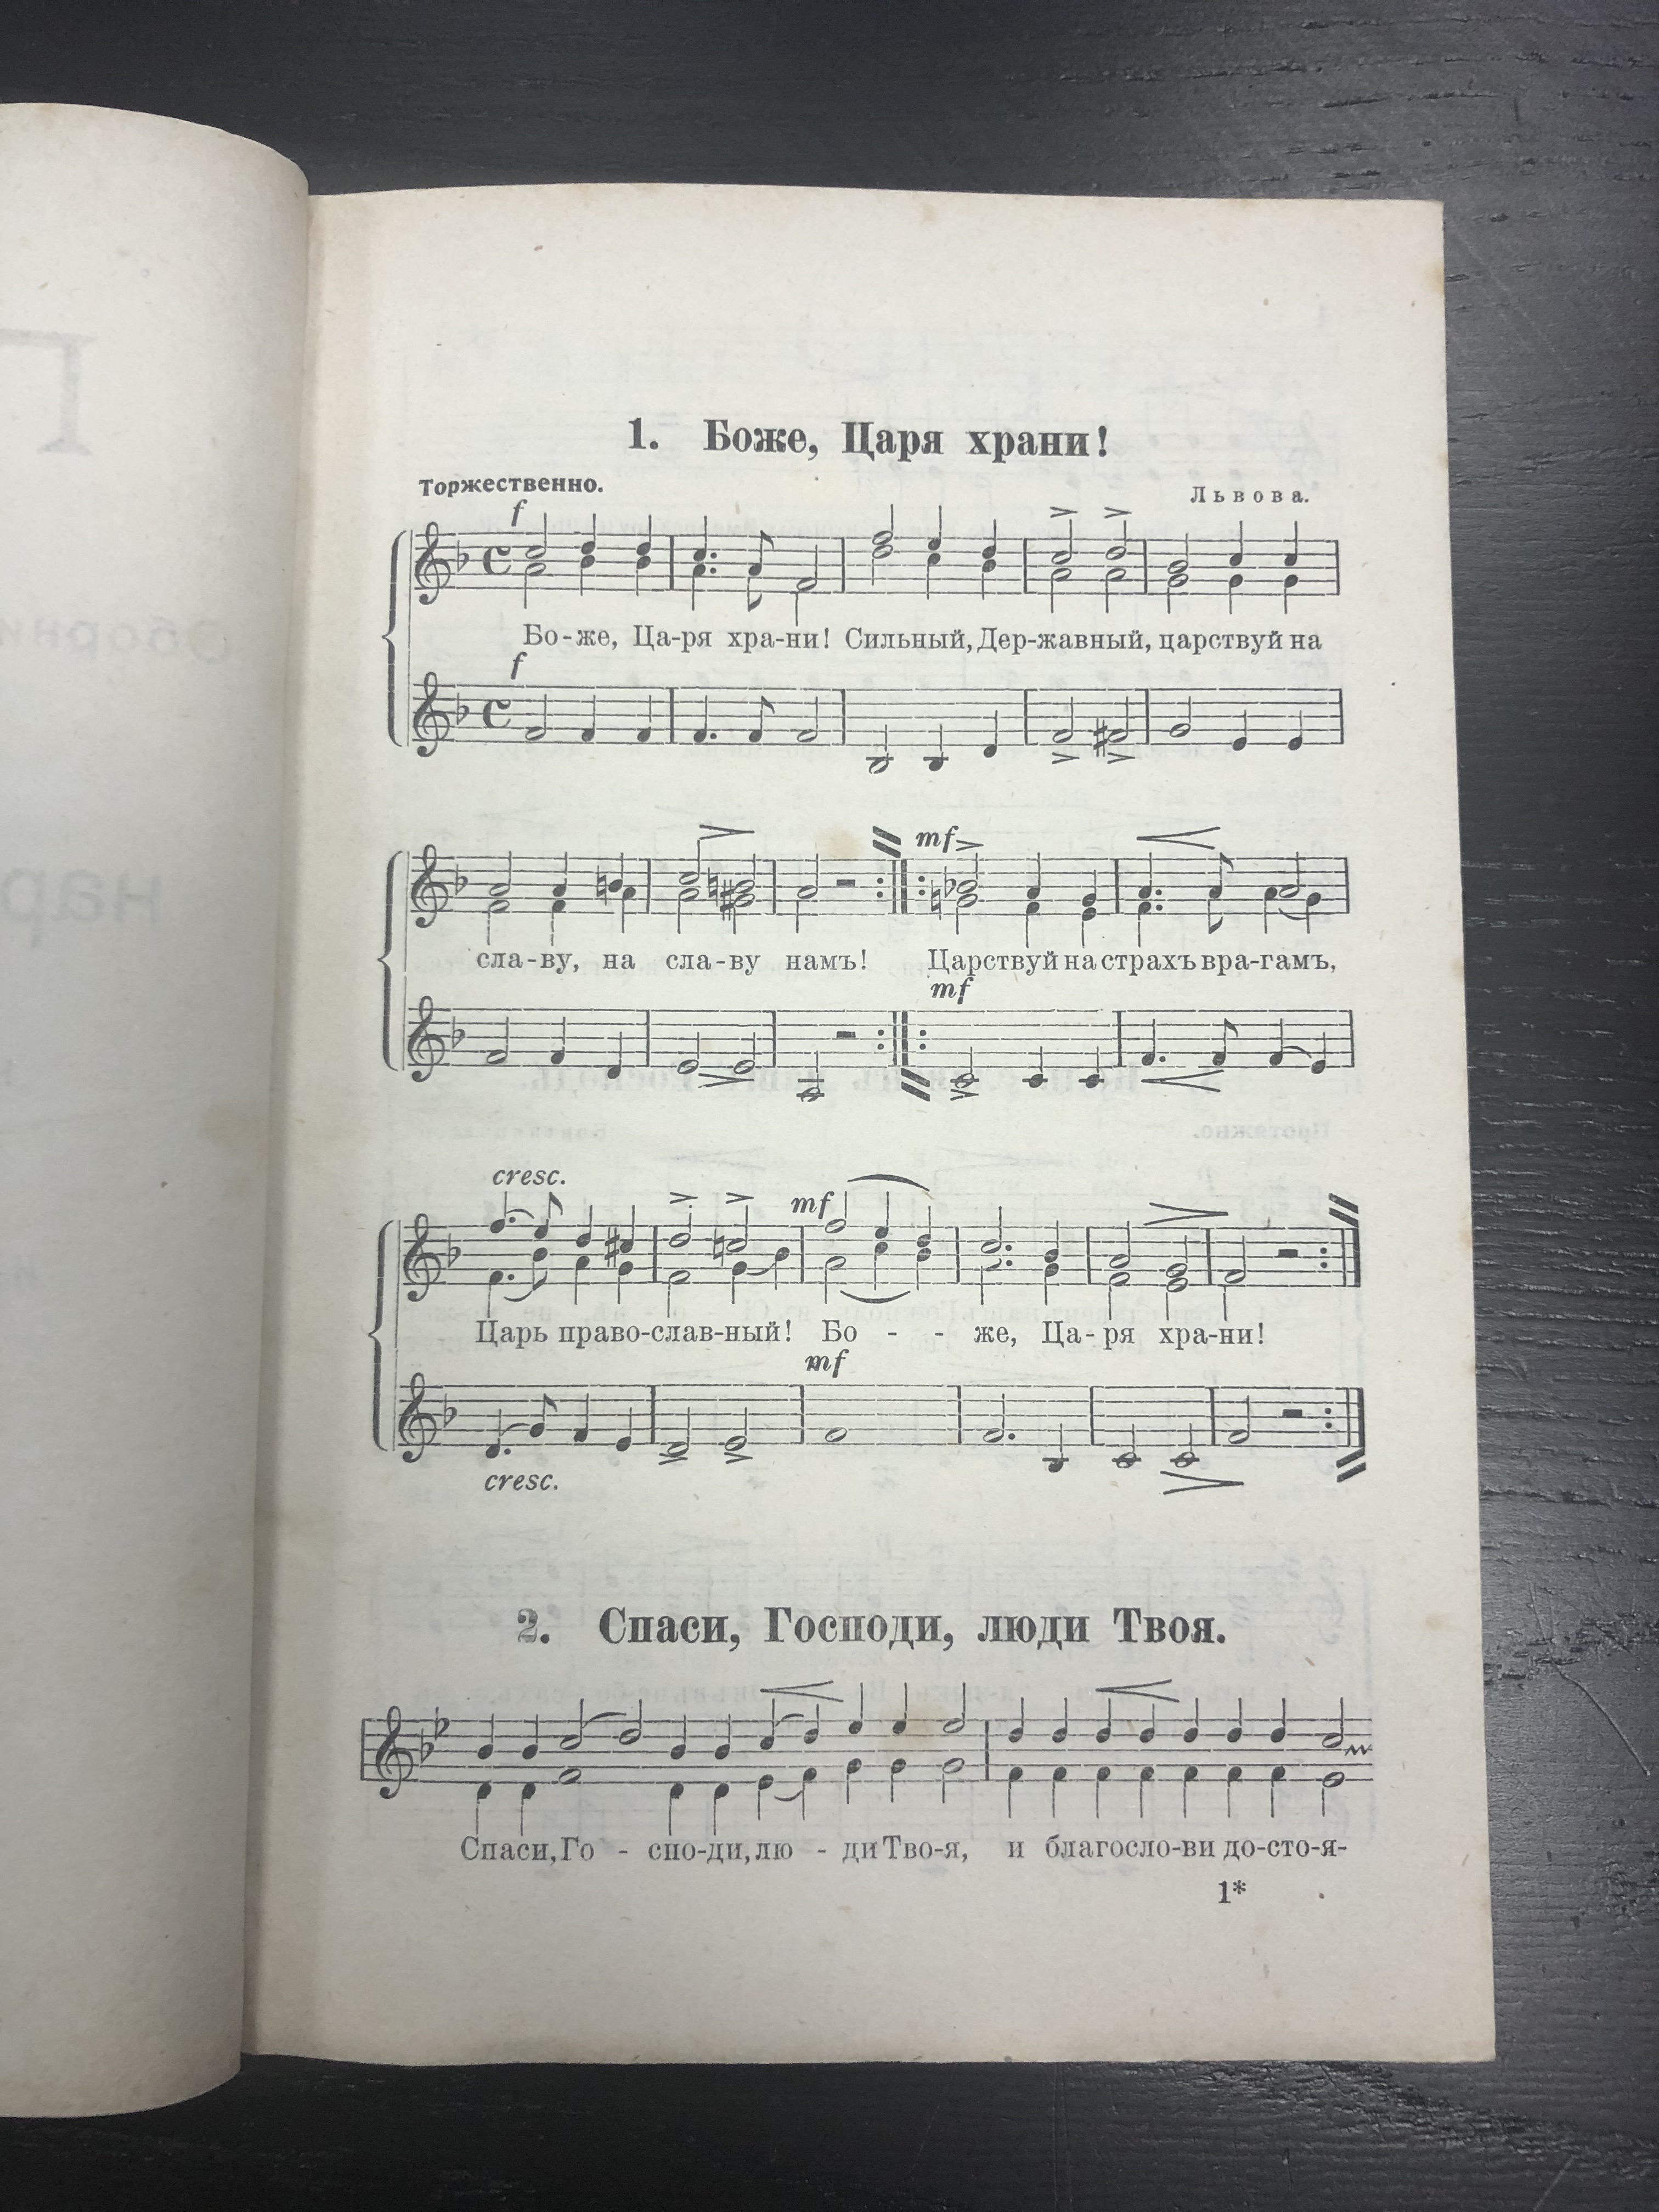 1. Боже, Царя храни!
Торжественно.
Львова.
f
Бо-же, Ца-ря хра-ни! Сильный, Дер-жавный, царствуй на
f
mf
сла-ву, на сла-ву намъ! Царствуй на страхъ вра-гамъ,
mf
cresc.
mf
Царь право-слав-ный! Бо - - же, Ца-ря хра-ни!
mf
cresc.
2. Спаси, Господи, люди Твоя.
Спаси, Го - спо-ди, лю - ди Тво-я, и благосло-ви до-сто-я-
1*